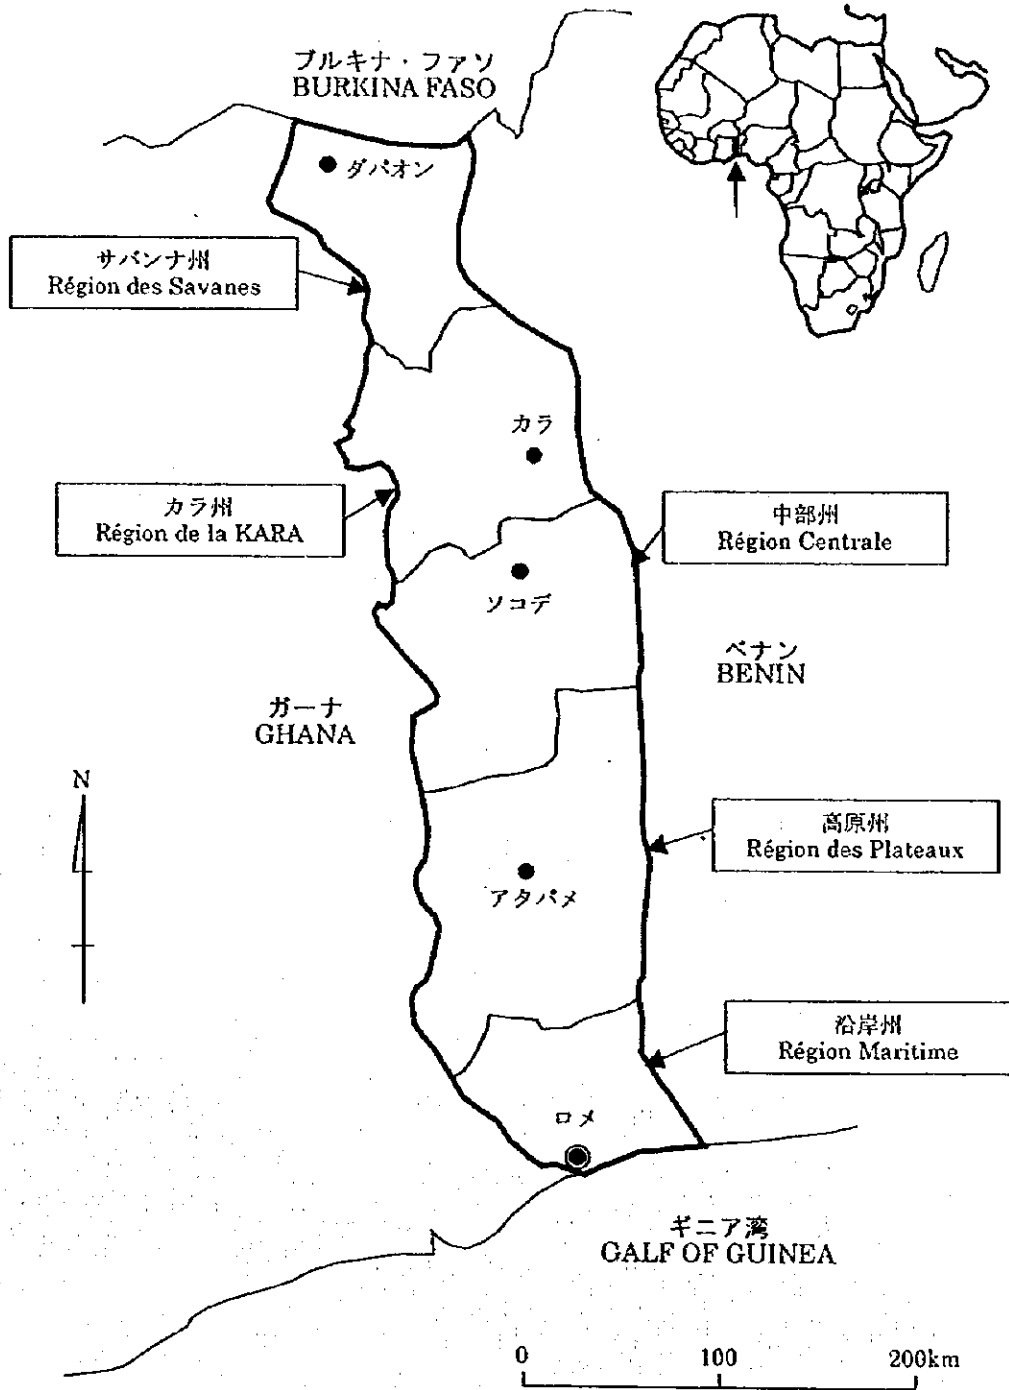 ブルキナ・ファソ
BURKINA FASO
ダパオン
サバンナ州
Région des Savanes
カラ
カラ州
Région de la KARA
中部州
Région Centrale
ソコデ
ベナン
BENIN
ガーナ
GHANA
N
高原州
Région des Plateaux
アタパメ
沿岸州
Région Maritime
ロメ
ギニア湾
GALF OF GUINEA
0 100 200km